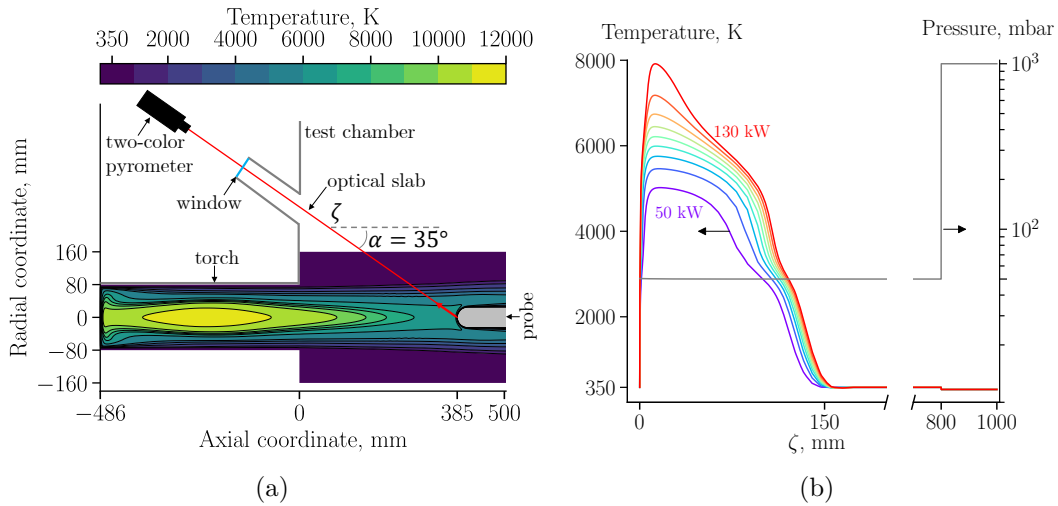 Temperature, K
350 2000 4000 6000 8000 10000 12000
two-color
pyrometer
test chamber
window
optical slab
ζ
α = 35°
torch
probe
Radial coordinate, mm
160
80
0
−80
−160
−486 0 385 500
Axial coordinate, mm
(a)
Temperature, K
Pressure, mbar
8000
6000
4000
2000
350
130 kW
50 kW
10³
10²
0 150 800 1000
ζ, mm
(b)